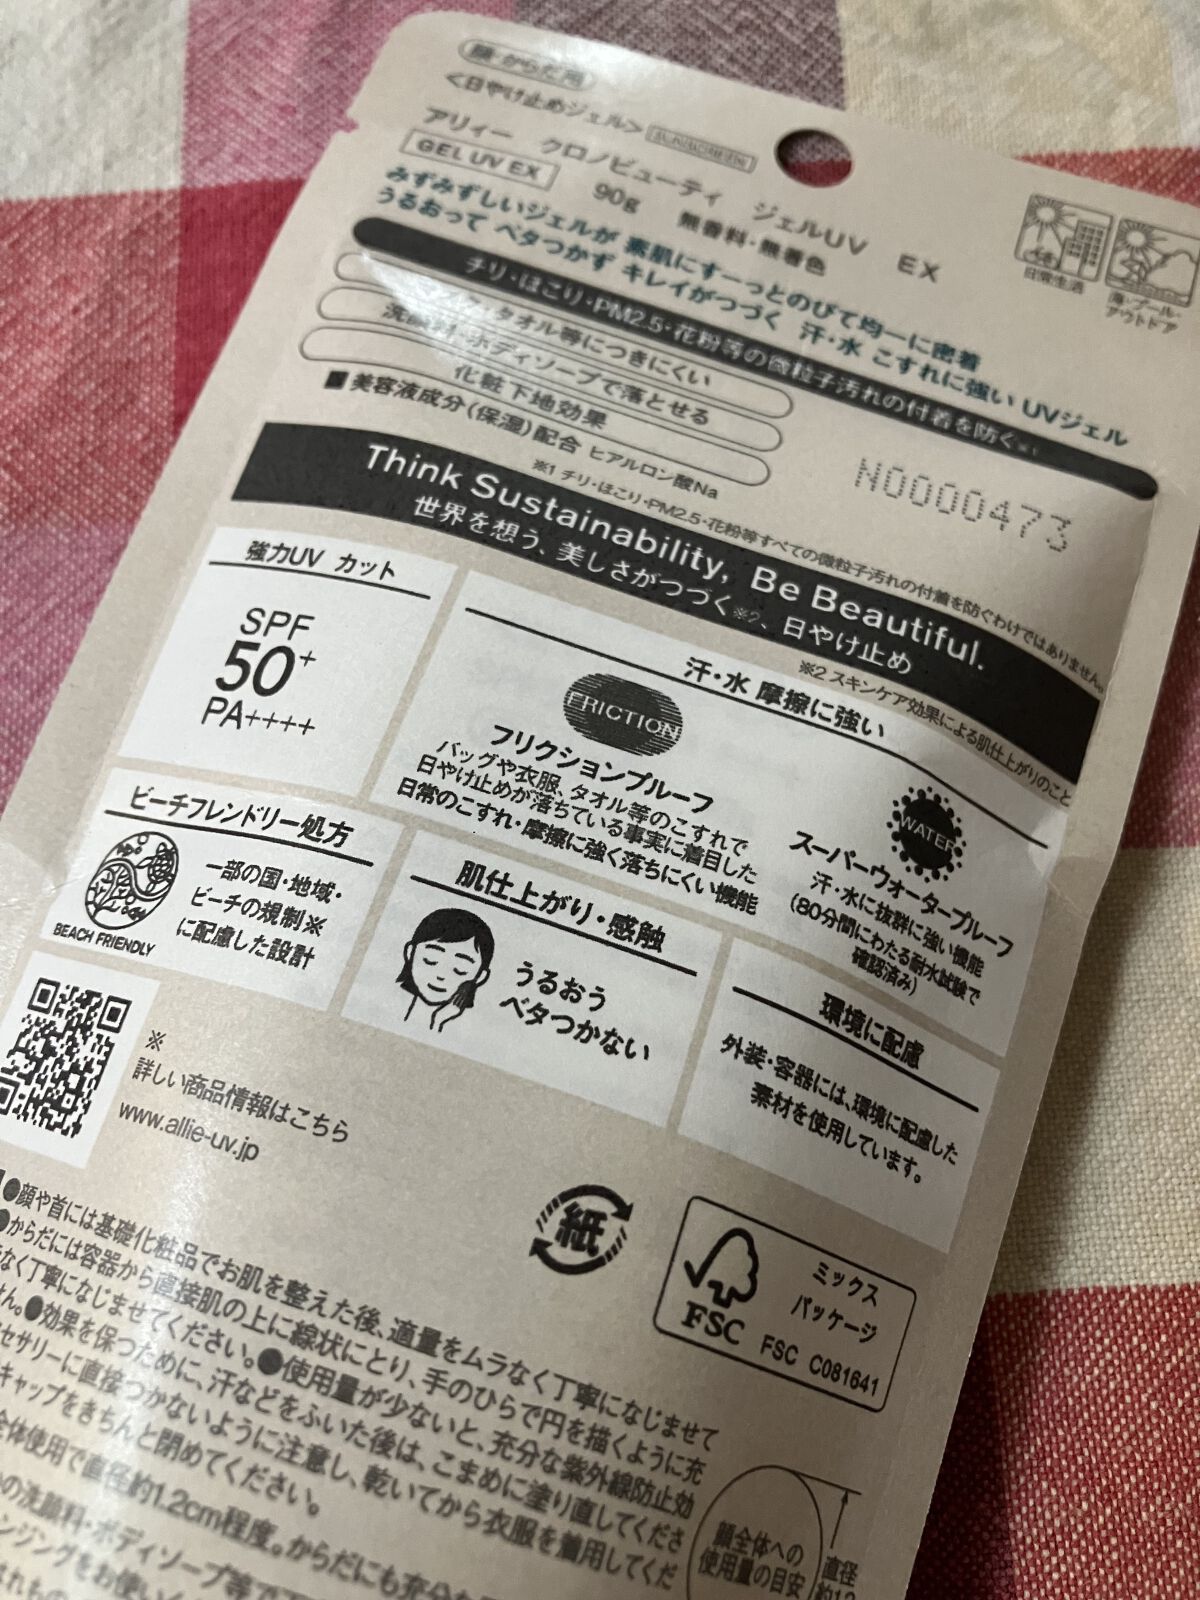 顔・からだ用
<日やけ止めジェル> SUNSCREEN
アリィー クロノビューティ ジェルUV EX
GEL UV EX 90g 無香料・無着色
日常生活
海・プール・
アウトドア
みずみずしいジェルが 素肌にすーっとのびて均一に密着
うるおって ベタつかず キレイがつづく 汗・水 こすれに強い UVジェル
チリ・ほこり・PM2.5・花粉等の微粒子汚れの付着を防ぐ※1
タオル等につきにくい
洗顔料・ボディソープで落とせる
化粧下地効果
■美容液成分(保湿)配合 ヒアルロン酸Na
※1 チリ・ほこり・PM2.5・花粉等すべての微粒子汚れの付着を防ぐわけではありません。
N0000473
Think Sustainability, Be Beautiful.
世界を想う、美しさがつづく※2、日やけ止め
※2 スキンケア効果による肌仕上がりのこと
強力UV カット
SPF
50+
PA++++
汗・水 摩擦に強い
FRICTION
フリクションプルーフ
バッグや衣服、タオル等のこすれで
日やけ止めが落ちている事実に着目した
日常のこすれ・摩擦に強く落ちにくい機能
WATER
スーパーウォータープルーフ
汗・水に抜群に強い機能
(80分間にわたる耐水試験で
確認済み)
ビーチフレンドリー処方
BEACH FRIENDLY
一部の国・地域・
ビーチの規制※
に配慮した設計
肌仕上がり・感触
うるおう
ベタつかない
環境に配慮
外装・容器には、環境に配慮した
素材を使用しています。
※
詳しい商品情報はこちら
www.allie-uv.jp
紙
FSC
ミックス
パッケージ
FSC C081641
●顔や首には基礎化粧品でお肌を整えた後、適量をムラなく丁寧になじませて
●からだには容器から直接肌の上に線状にとり、手のひらで円を描くように充
なく丁寧になじませてください。●使用量が少ないと、充分な紫外線防止効
せん。●効果を保つために、汗などをふいた後は、こまめに塗り直してくださ
セサリーに直接つかないように注意し、乾いてから衣服を着用してくだ
キャップをきちんと閉めてください。
全体使用で直径約1.2cm程度。からだにも充分な
の洗顔料・ボディソープ等で
ンジングをお使い
顔全体への
使用量の目安
直径